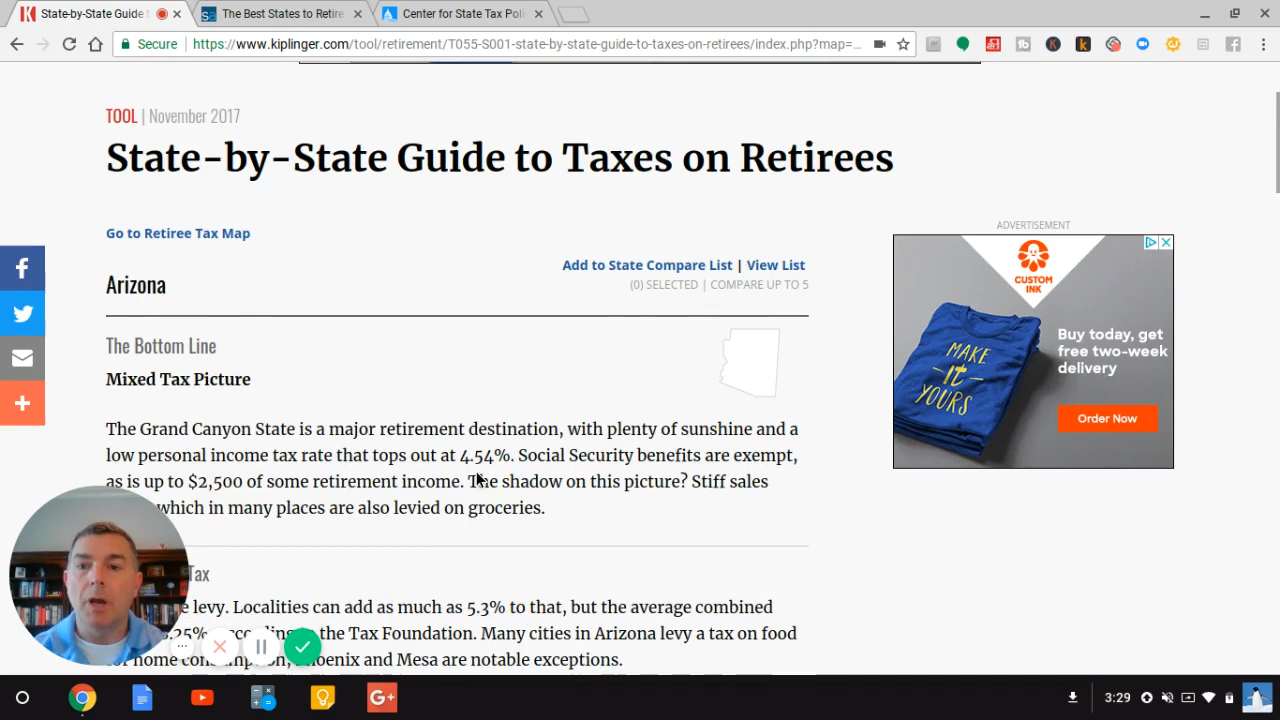 State-by-State Guide t
The Best States to Retire
Center for State Tax Poli
Secure
https://www.kiplinger.com/tool/retirement/T055-S001-state-by-state-guide-to-taxes-on-retirees/index.php?map=...
TOOL | November 2017
State-by-State Guide to Taxes on Retirees
Go to Retiree Tax Map
Add to State Compare List | View List
(0) SELECTED | COMPARE UP TO 5
Arizona
The Bottom Line
Mixed Tax Picture
The Grand Canyon State is a major retirement destination, with plenty of sunshine and a
low personal income tax rate that tops out at 4.54%. Social Security benefits are exempt,
as is up to $2,500 of some retirement income. The shadow on this picture? Stiff sales
which in many places are also levied on groceries.
Tax
levy. Localities can add as much as 5.3% to that, but the average combined
.25% according to the Tax Foundation. Many cities in Arizona levy a tax on food
for home consumption; Phoenix and Mesa are notable exceptions.
ADVERTISEMENT
CUSTOM
INK
MAKE
it
YOURS
Buy today, get
free two-week
delivery
Order Now
G+
3:29